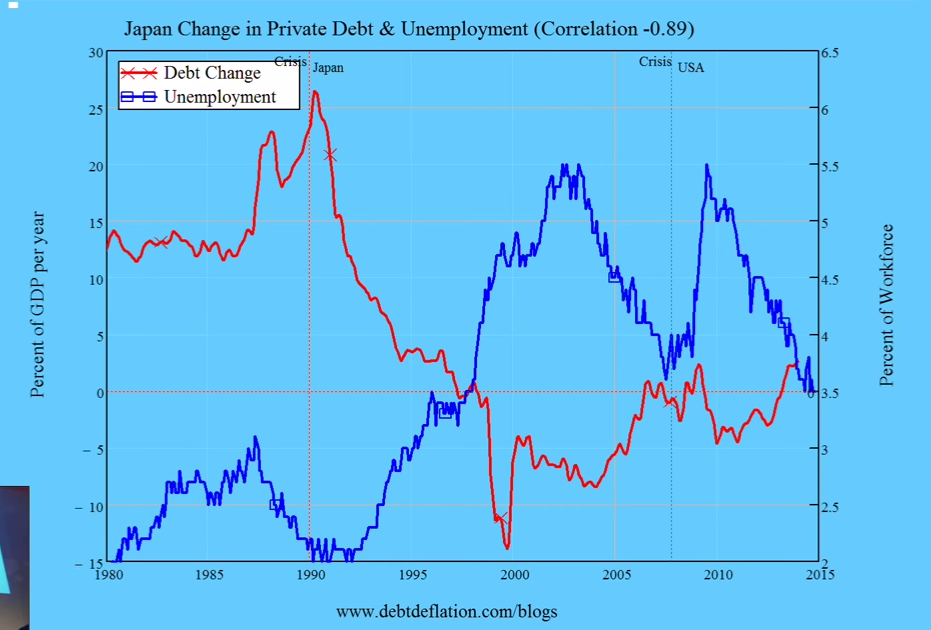 Japan Change in Private Debt & Unemployment (Correlation -0.89)
Crisis Japan
Crisis USA
Debt Change
Unemployment
30
25
20
15
10
5
0
− 5
− 10
− 15
Percent of GDP per year
6.5
6
5.5
5
4.5
4
3.5
3
2.5
2
0
Percent of Workforce
1980 1985 1990 1995 2000 2005 2010 2015
www.debtdeflation.com/blogs